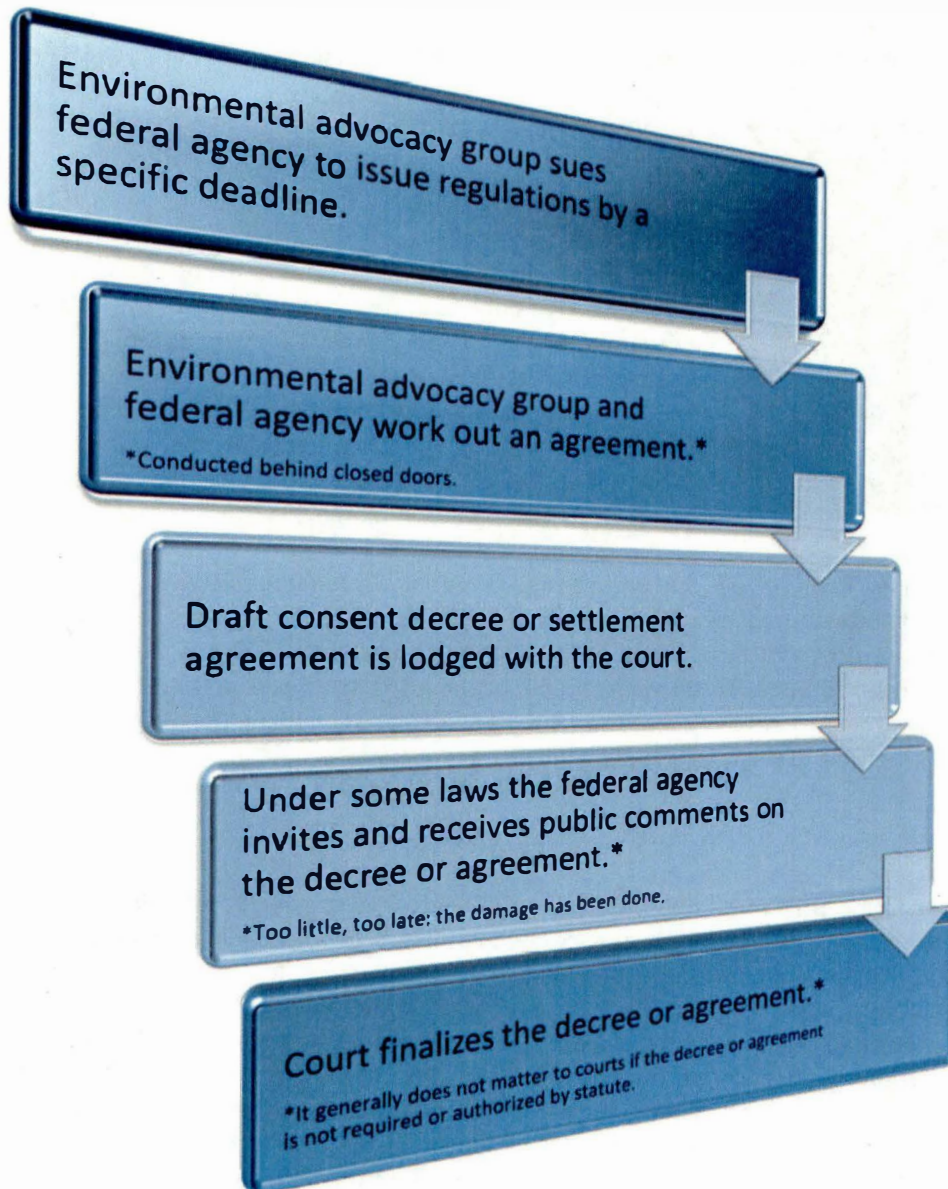 Environmental advocacy group sues
federal agency to issue regulations by a
specific deadline.
Environmental advocacy group and
federal agency work out an agreement.*
*Conducted behind closed doors.
Draft consent decree or settlement
agreement is lodged with the court.
Under some laws the federal agency
invites and receives public comments on
the decree or agreement.*
*Too little, too late; the damage has been done.
Court finalizes the decree or agreement.*
*It generally does not matter to courts if the decree or agreement
is not required or authorized by statute.